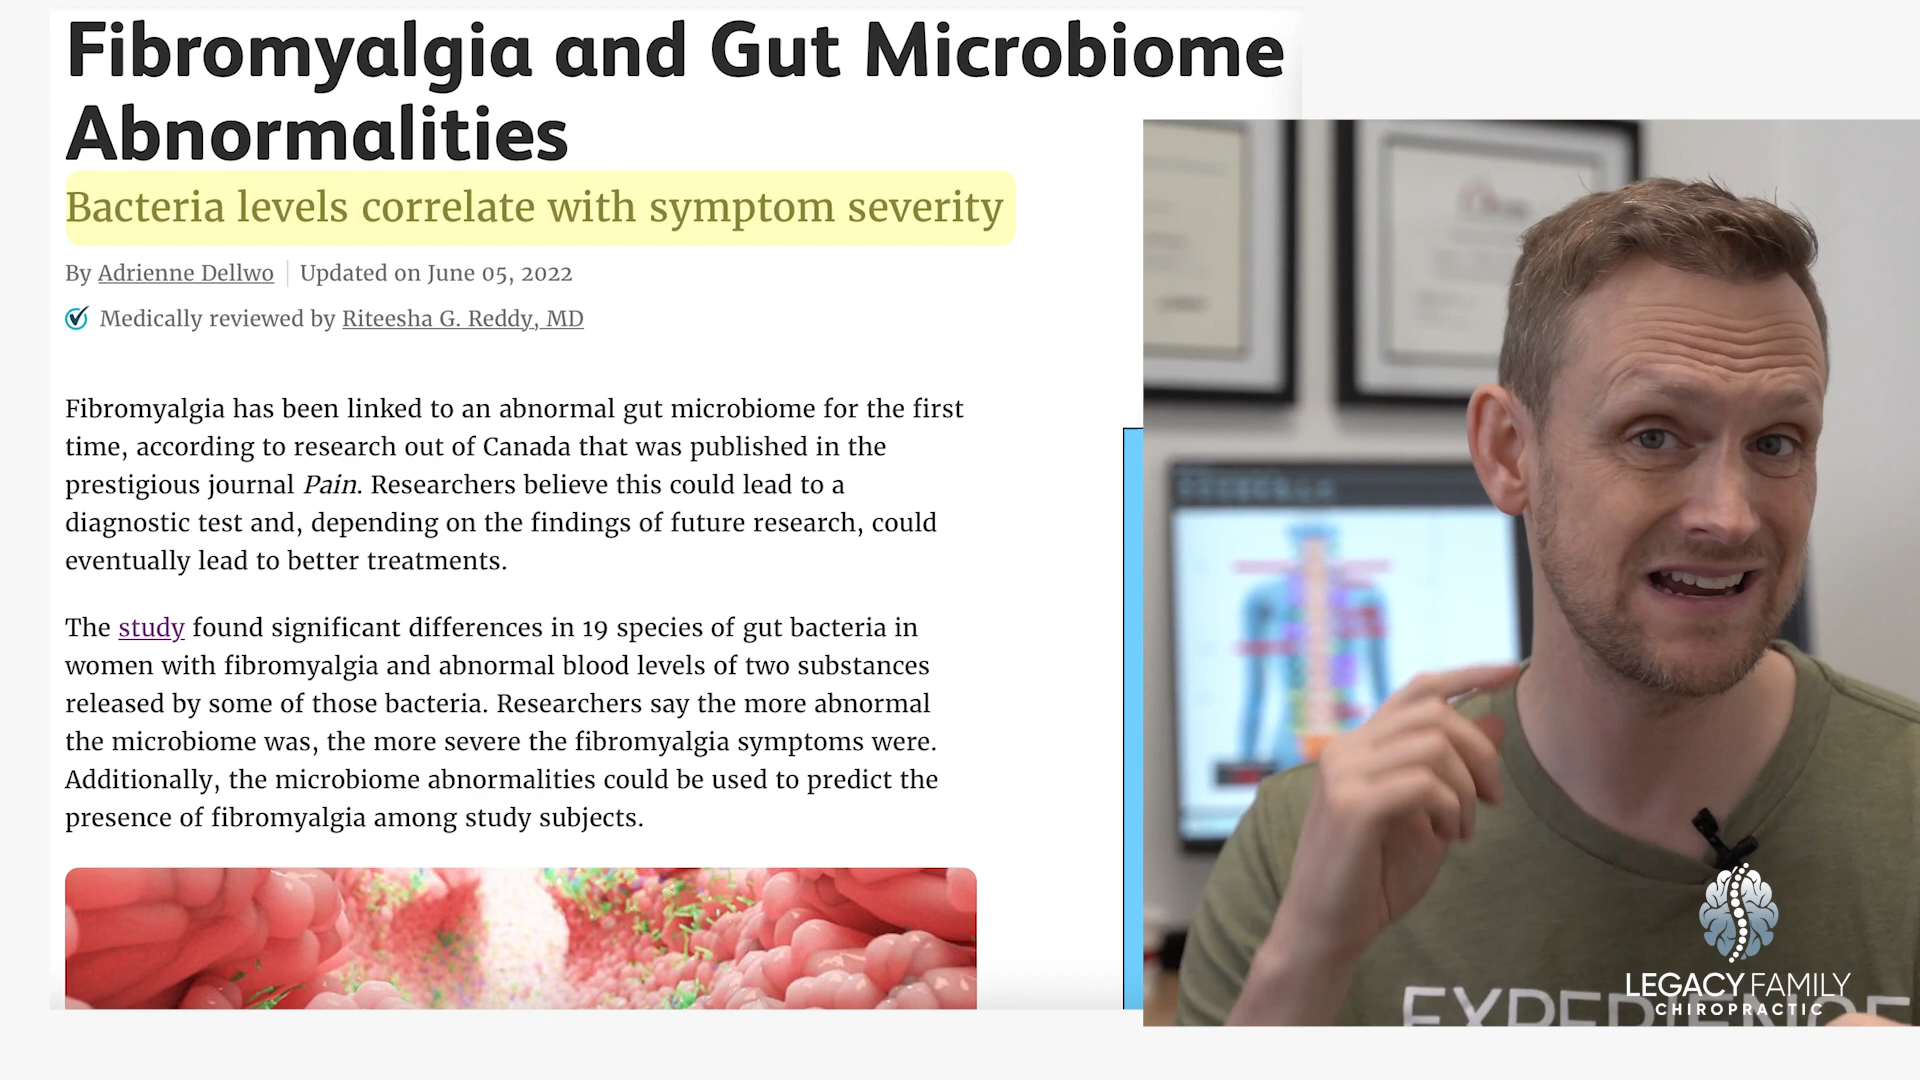 Fibromyalgia and Gut Microbiome
Abnormalities
Bacteria levels correlate with symptom severity
By Adrienne Dellwo | Updated on June 05, 2022
Medically reviewed by Riteesha G. Reddy, MD
Fibromyalgia has been linked to an abnormal gut microbiome for the first
time, according to research out of Canada that was published in the
prestigious journal Pain. Researchers believe this could lead to a
diagnostic test and, depending on the findings of future research, could
eventually lead to better treatments.
The study found significant differences in 19 species of gut bacteria in
women with fibromyalgia and abnormal blood levels of two substances
released by some of those bacteria. Researchers say the more abnormal
the microbiome was, the more severe the fibromyalgia symptoms were.
Additionally, the microbiome abnormalities could be used to predict the
presence of fibromyalgia among study subjects.
LEGACY FAMILY
CHIROPRACTIC
EXPERIENCE